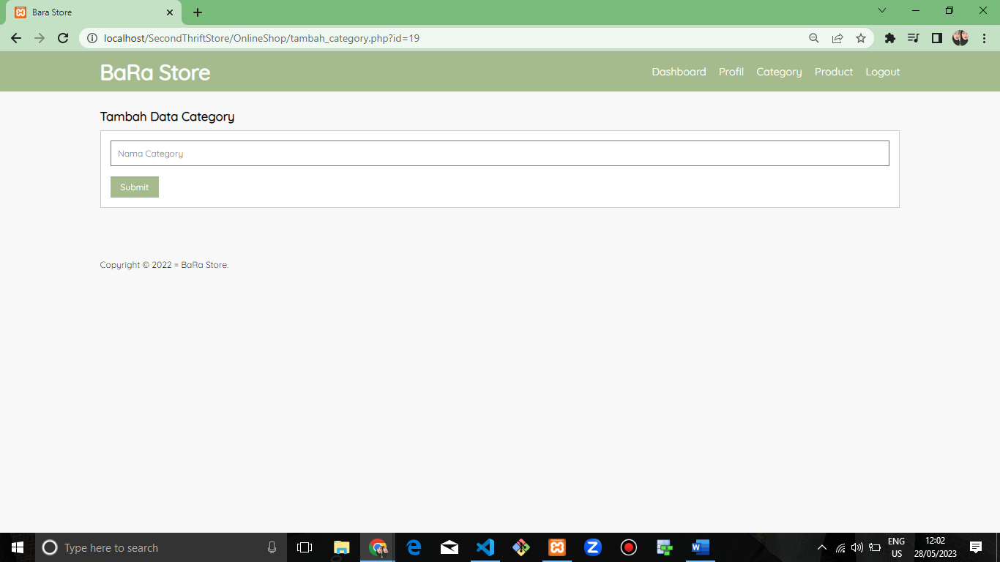 Bara Store
localhost/SecondThriftStore/OnlineShop/tambah_category.php?id=19
BaRa Store
Dashboard Profil Category Product Logout
Tambah Data Category
Nama Category
Submit
Copyright © 2022 = BaRa Store.
Type here to search
ENG
US
12:02
28/05/2023